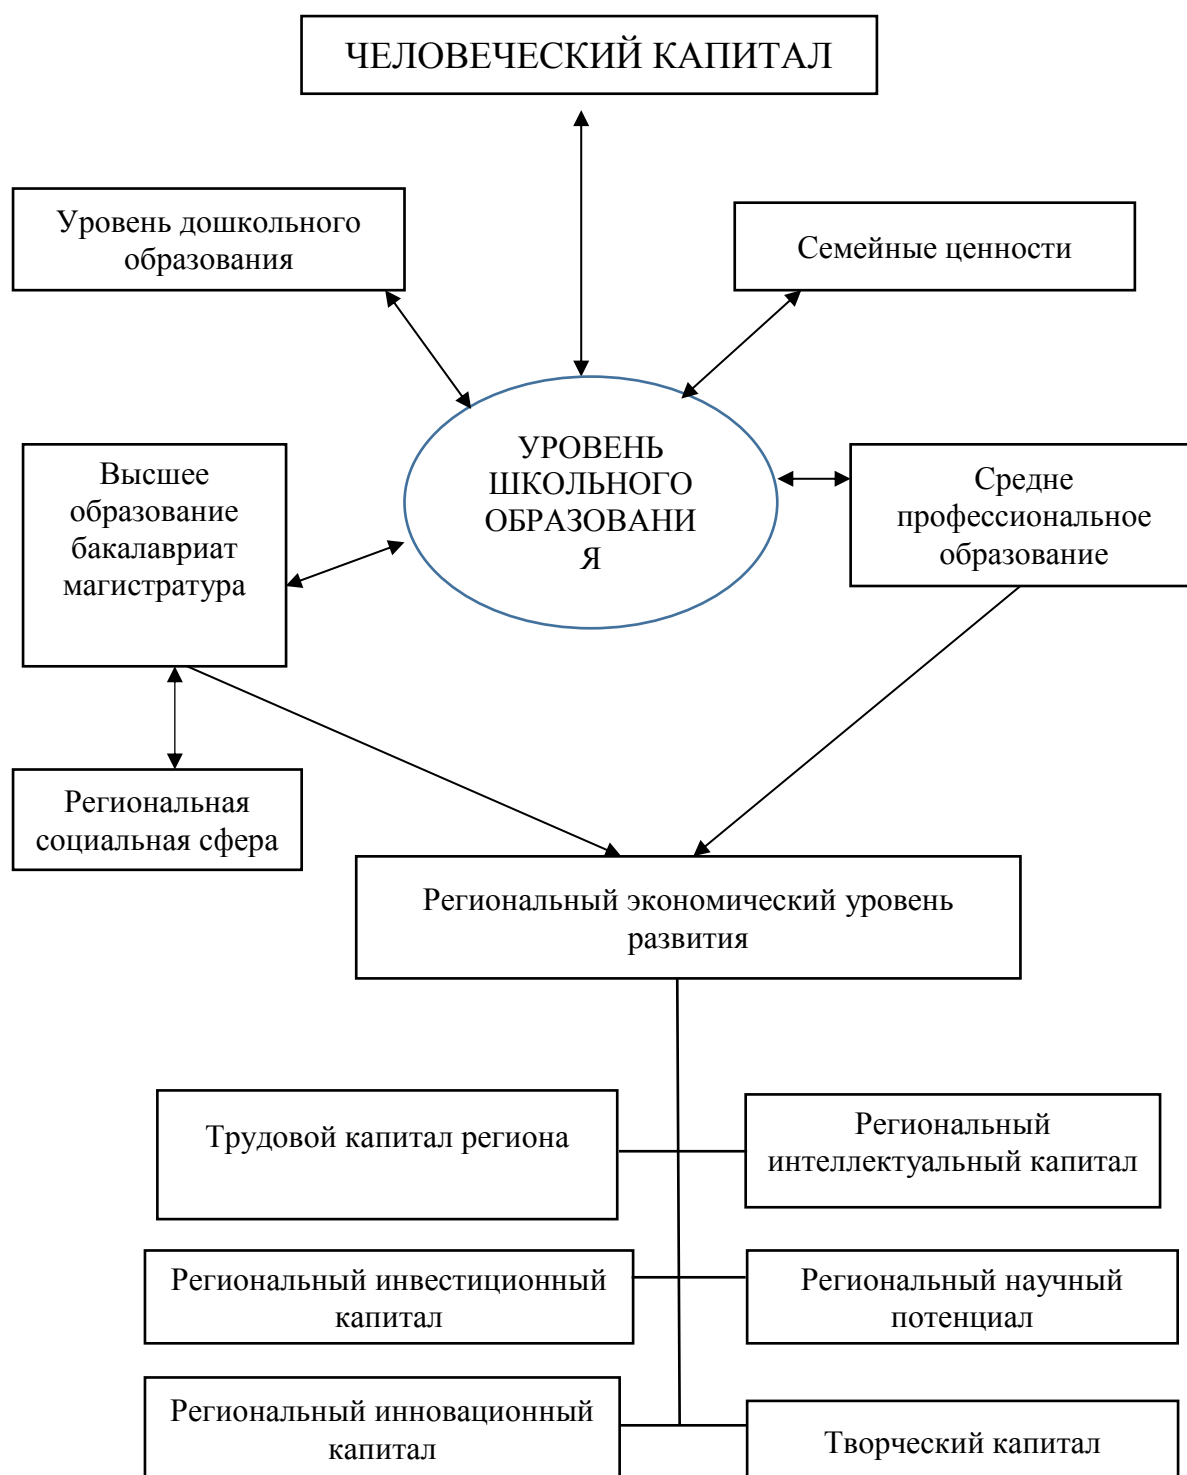 ЧЕЛОВЕЧЕСКИЙ КАПИТАЛ
Уровень дошкольного
образования
Семейные ценности
УРОВЕНЬ
ШКОЛЬНОГО
ОБРАЗОВАНИ
Я
Высшее
образование
бакалавриат
магистратура
Средне
профессиональное
образование
Региональная
социальная сфера
Региональный экономический уровень
развития
Трудовой капитал региона
Региональный
интеллектуальный капитал
Региональный инвестиционный
капитал
Региональный научный
потенциал
Региональный инновационный
капитал
Творческий капитал